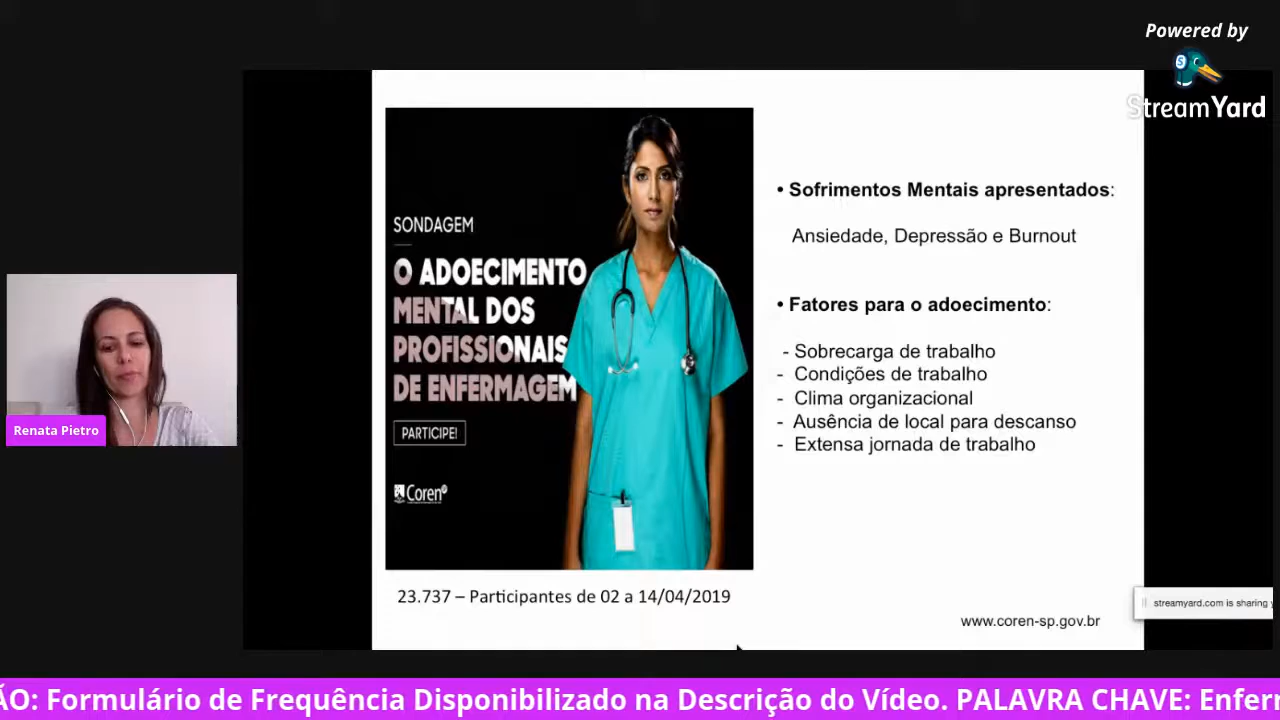 Powered by
StreamYard
SONDAGEM
O ADOECIMENTO
MENTAL DOS
PROFISSIONAIS
DE ENFERMAGEM
PARTICIPE!
Coren
23.737 – Participantes de 02 a 14/04/2019
• Sofrimentos Mentais apresentados:
Ansiedade, Depressão e Burnout
• Fatores para o adoecimento:
- Sobrecarga de trabalho
- Condições de trabalho
- Clima organizacional
- Ausência de local para descanso
- Extensa jornada de trabalho
www.coren-sp.gov.br
streamyard.com is sharing y
Renata Pietro
ÃO: Formulário de Frequência Disponibilizado na Descrição do Vídeo. PALAVRA CHAVE: Enferr